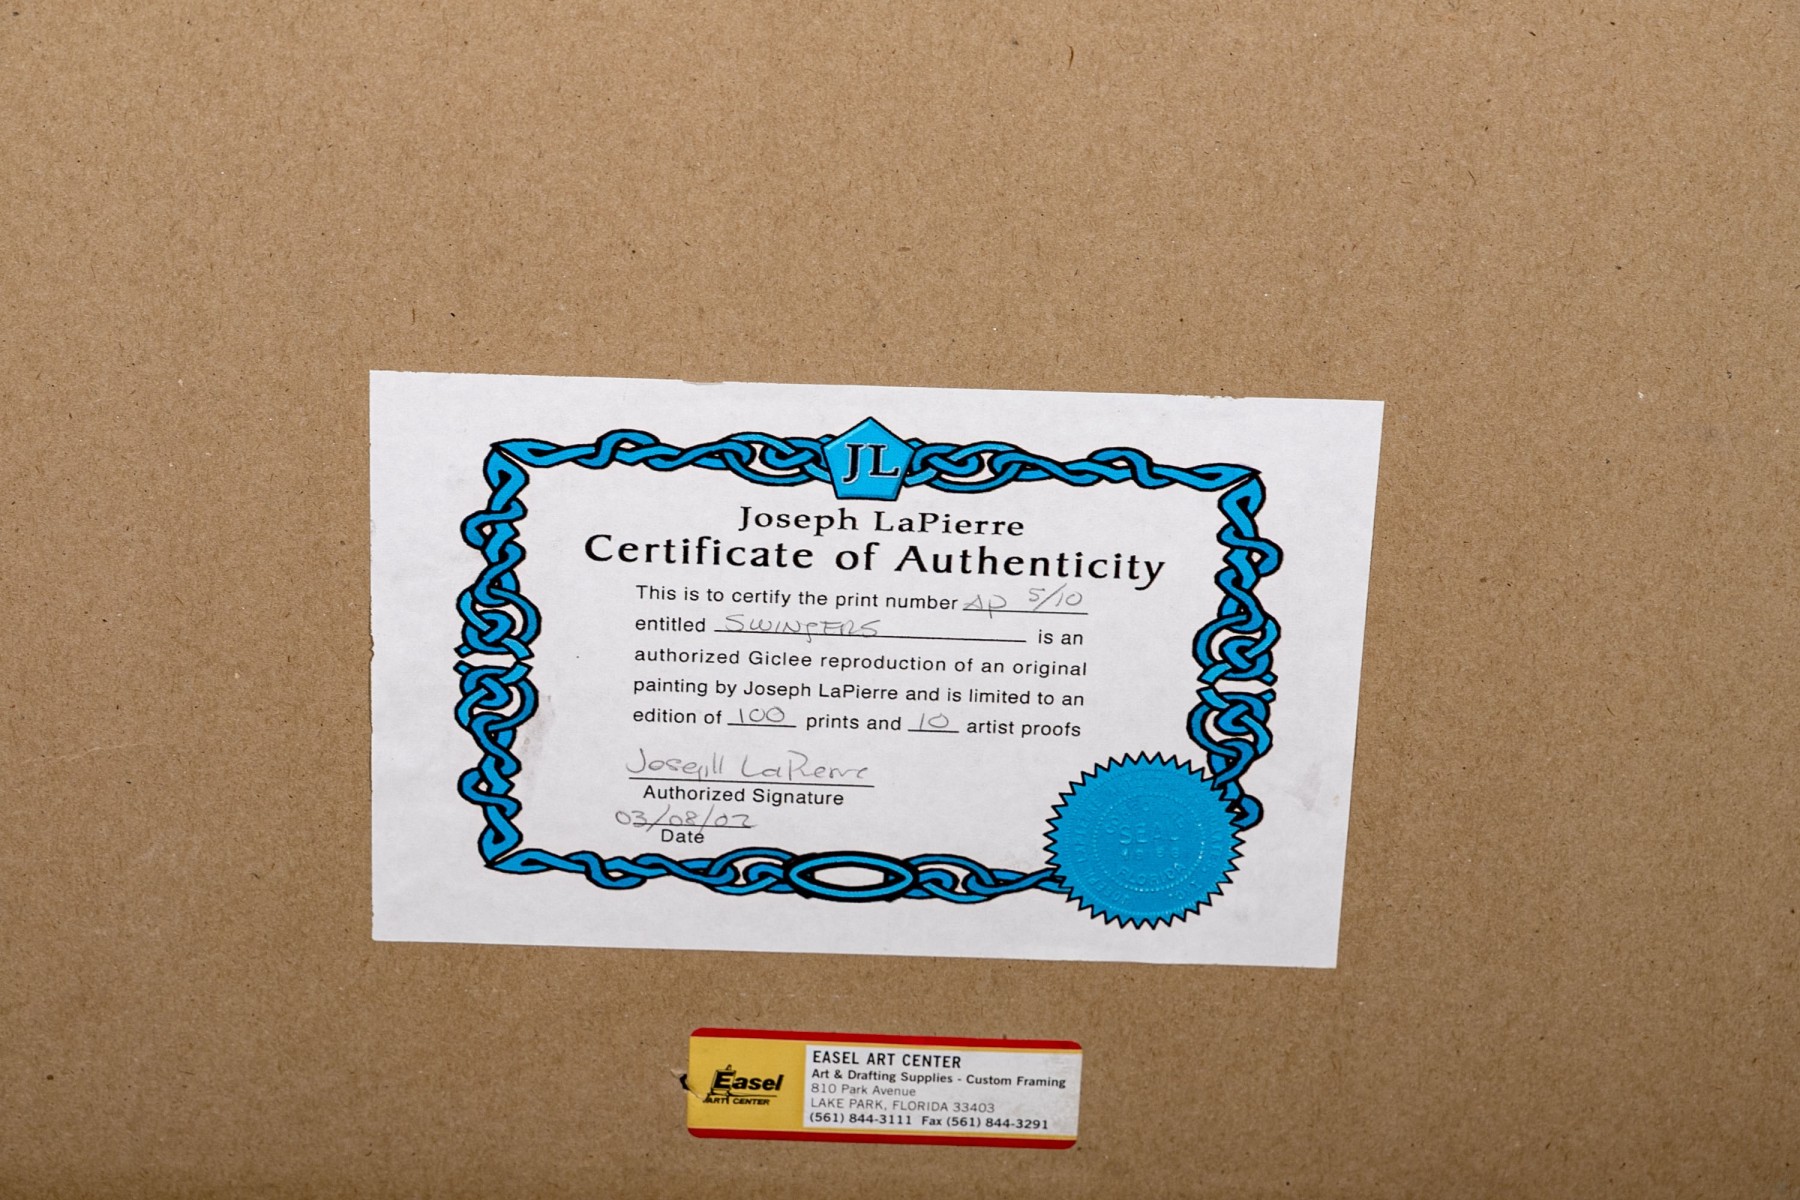 JL
Joseph LaPierre
Certificate of Authenticity
This is to certify the print number AP 5/10
entitled SWINGERS is an
authorized Giclee reproduction of an original
painting by Joseph LaPierre and is limited to an
edition of 100 prints and 10 artist proofs
Joseph LaPierre
Authorized Signature
03/08/02
Date
SEAL
FLORIDA
Easel
ART CENTER
EASEL ART CENTER
Art & Drafting Supplies - Custom Framing
810 Park Avenue
LAKE PARK, FLORIDA 33403
(561) 844-3111 Fax (561) 844-3291